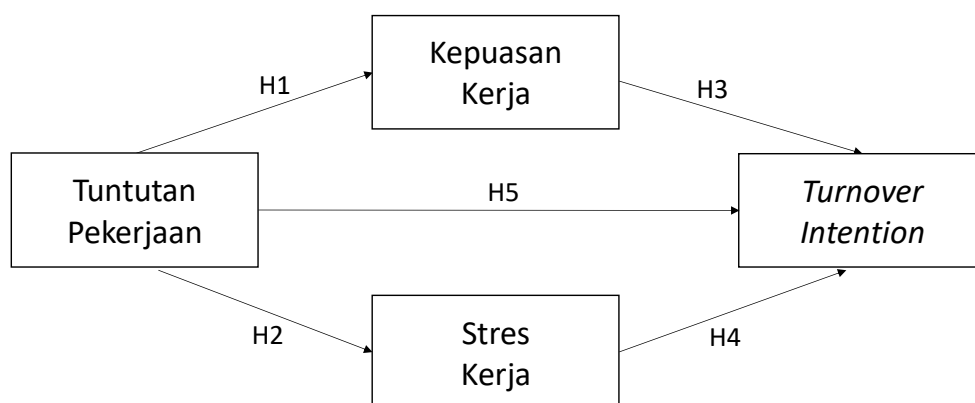 Kepuasan
Kerja
H1
H3
Tuntutan
Pekerjaan
H5
Turnover
Intention
H2
Stres
Kerja
H4